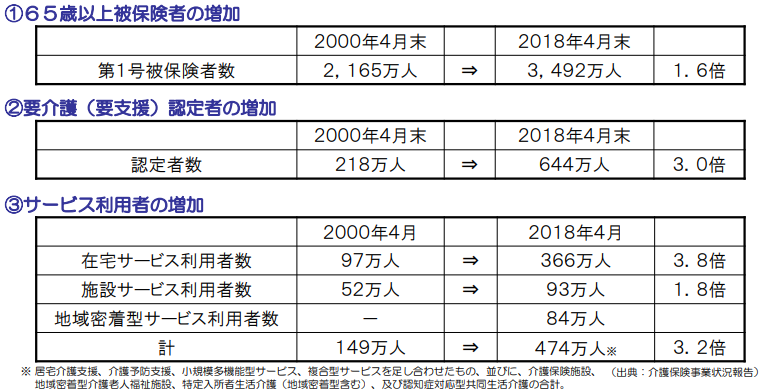 ①65歳以上被保険者の増加
2000年4月末 2018年4月末
第1号被保険者数 2,165万人 ⇒ 3,492万人 1.6倍
②要介護（要支援）認定者の増加
2000年4月末 2018年4月末
認定者数 218万人 ⇒ 644万人 3.0倍
③サービス利用者の増加
2000年4月 2018年4月
在宅サービス利用者数 97万人 ⇒ 366万人 3.8倍
施設サービス利用者数 52万人 ⇒ 93万人 1.8倍
地域密着型サービス利用者数 － 84万人
計 149万人 ⇒ 474万人※ 3.2倍
※ 居宅介護支援、介護予防支援、小規模多機能型サービス、複合型サービスを足し合わせたもの、並びに、介護保険施設、 （出典：介護保険事業状況報告）
地域密着型介護老人福祉施設、特定入所者生活介護（地域密着型含む）、及び認知症対応型共同生活介護の合計。